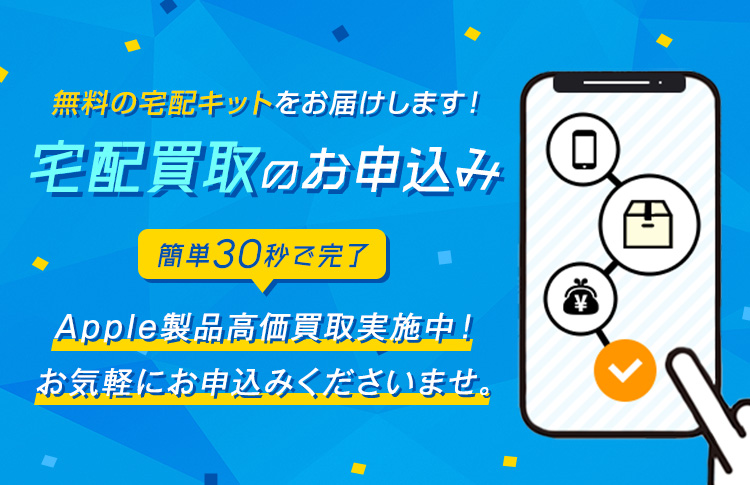 無料の宅配キットをお届けします！
宅配買取のお申込み
簡単30秒で完了
Apple製品高価買取実施中！
お気軽にお申込みくださいませ。
¥